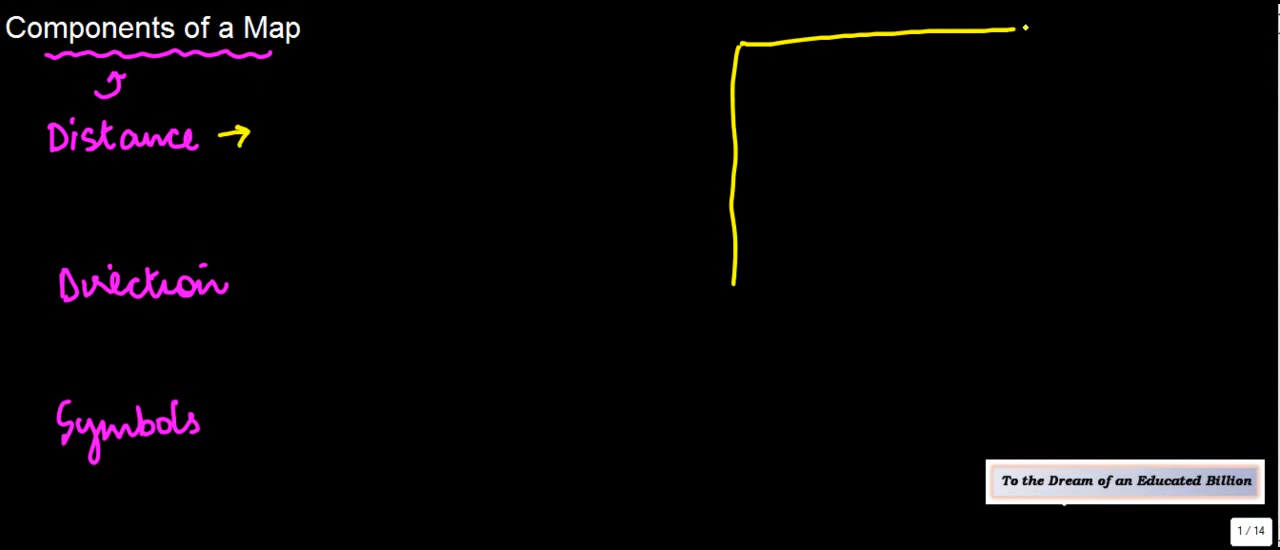 Components of a Map
Distance →
Direction
Symbols
To the Dream of an Educated Billion
1 / 14